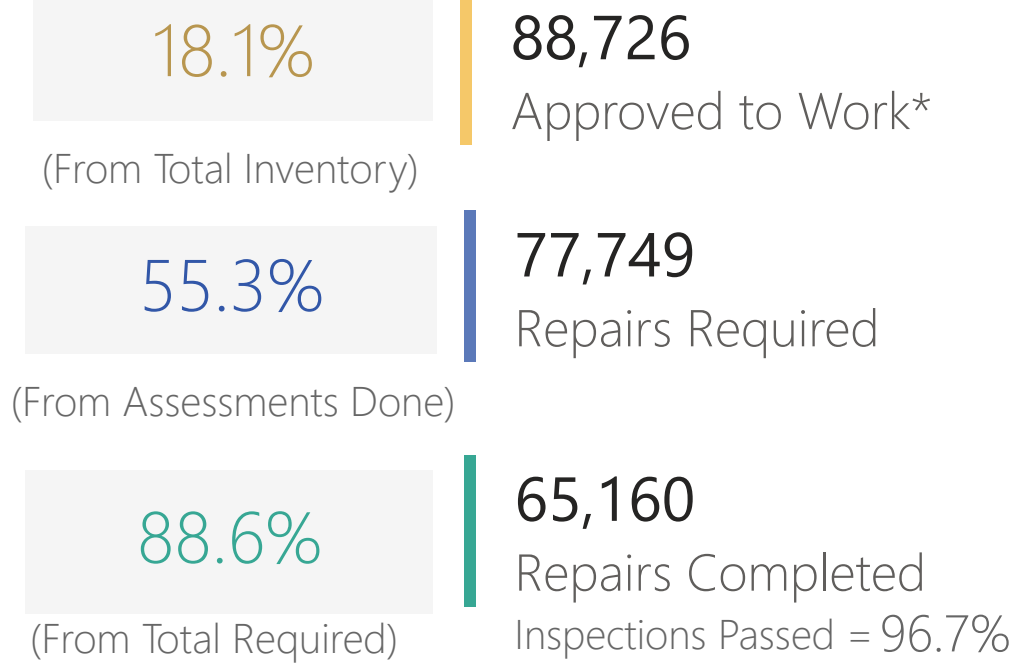 18.1%
88,726
Approved to Work*
(From Total Inventory)
55.3%
77,749
Repairs Required
(From Assessments Done)
88.6%
65,160
Repairs Completed
(From Total Required)
Inspections Passed = 96.7%